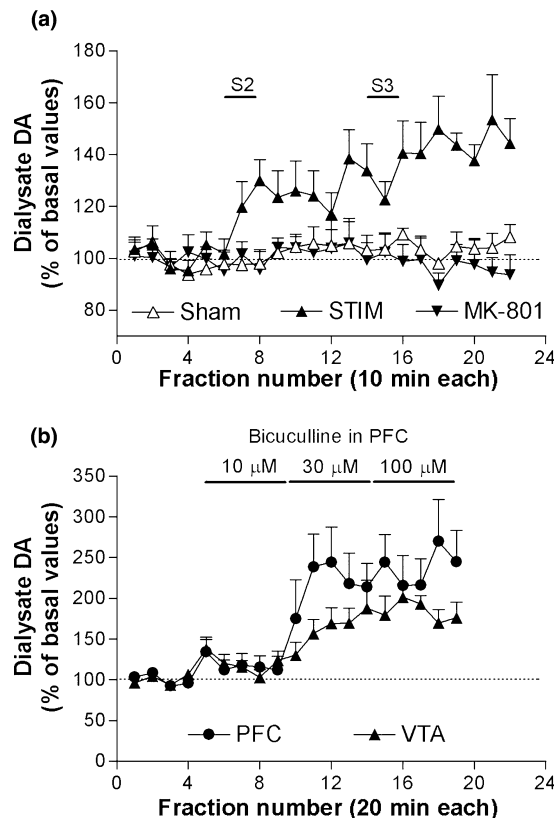 (a)
180
160
140
120
100
80
Dialysate DA
(% of basal values)
S2
S3
Sham
STIM
MK-801
0
4
8
12
16
20
24
Fraction number (10 min each)
(b)
Bicuculline in PFC
10 μM
30 μM
100 μM
350
300
250
200
150
100
50
0
Dialysate DA
(% of basal values)
PFC
VTA
0
4
8
12
16
20
24
Fraction number (20 min each)